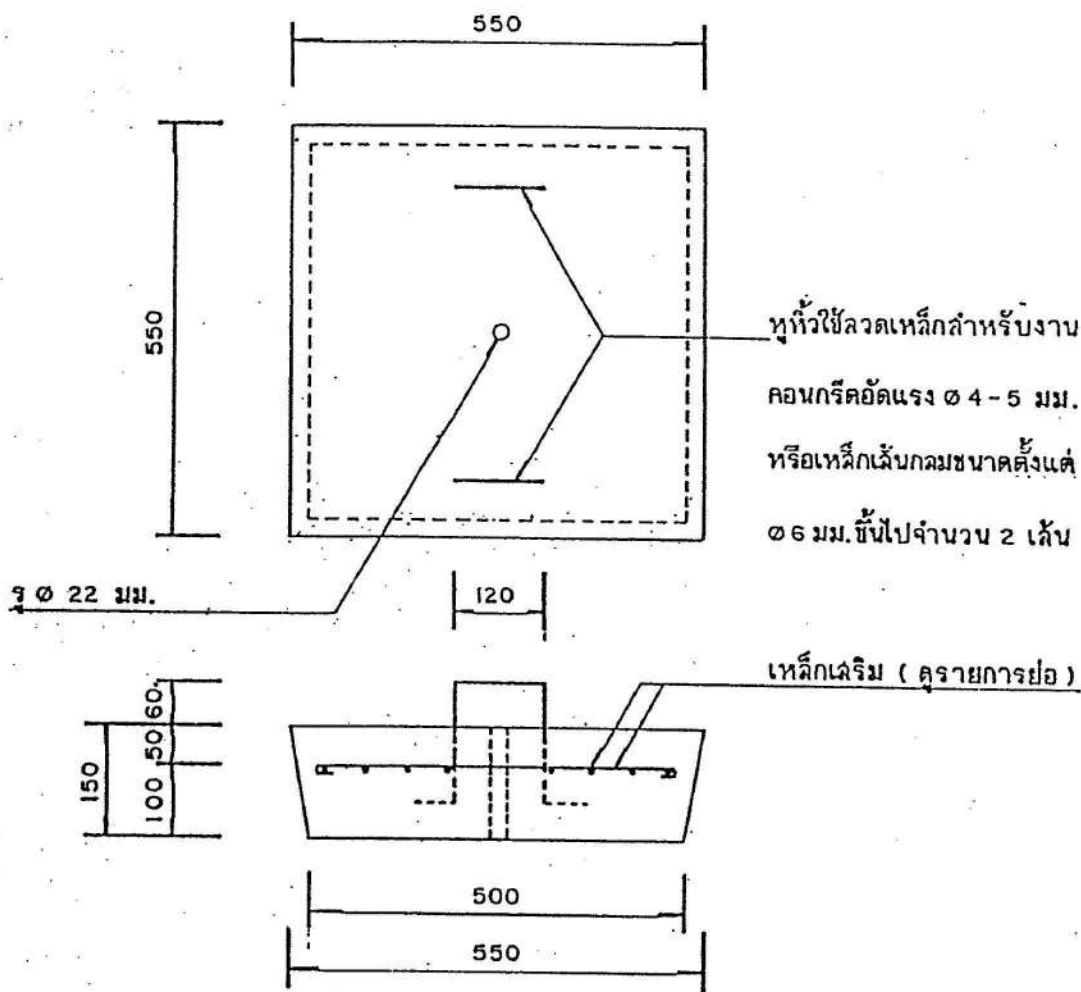 550
550
หูหิ้วใช้ลวดเหล็กสำหรับงาน
คอนกรีตอัดแรง Ø 4-5 มม.
หรือเหล็กเส้นกลมขนาดตั้งแต่
Ø 6 มม.ขึ้นไปจำนวน 2 เส้น
รู Ø 22 มม.
120
เหล็กเสริม ( ดูรายการย่อ )
60
50
100
150
500
550